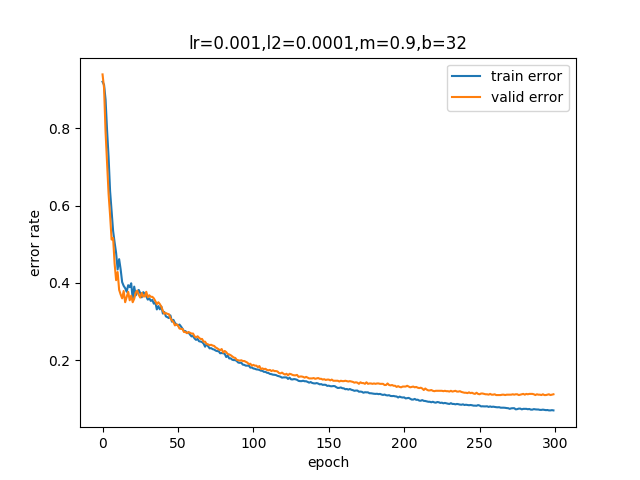 lr=0.001,l2=0.0001,m=0.9,b=32
train error
valid error
error rate
0.8
0.6
0.4
0.2
0 50 100 150 200 250 300
epoch